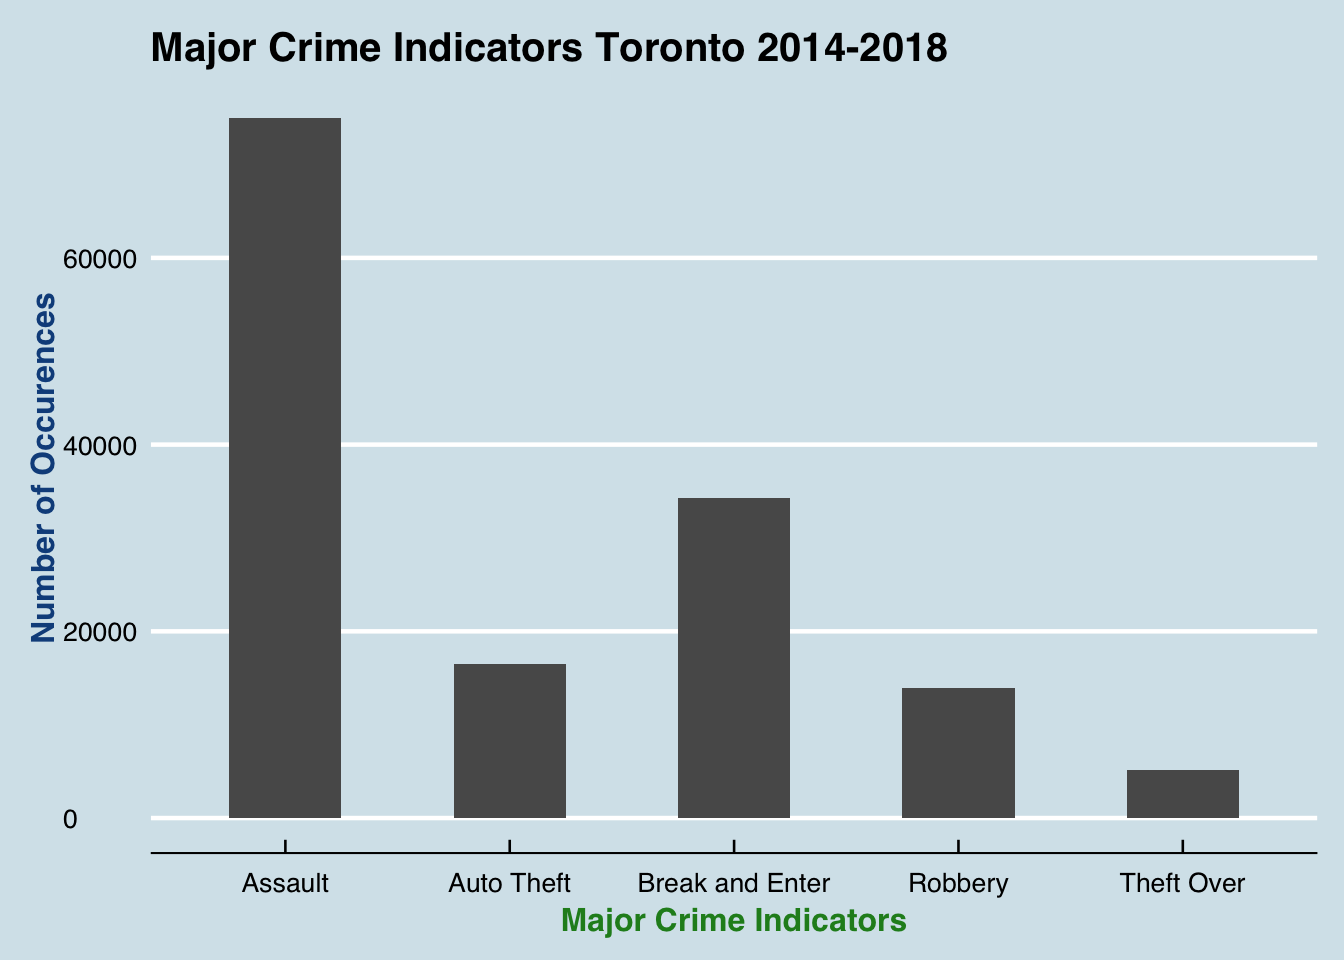 Major Crime Indicators Toronto 2014-2018
Number of Occurences
60000
40000
20000
0
Assault
Auto Theft
Break and Enter
Robbery
Theft Over
Major Crime Indicators